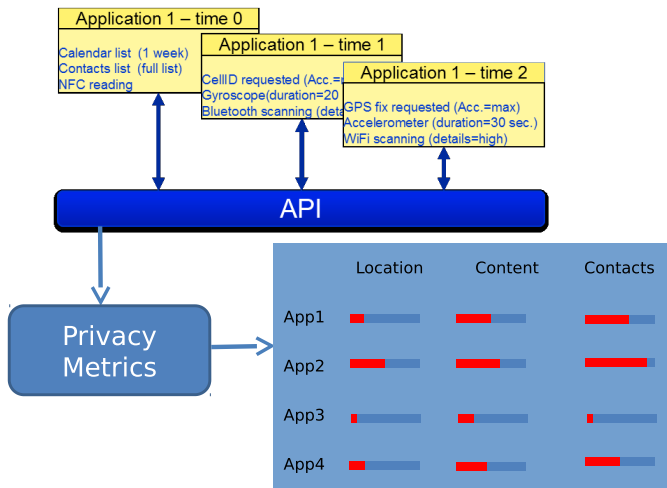 Application 1 – time 0
Calendar list (1 week)
Contacts list (full list)
NFC reading
Application 1 – time 1
CellID requested (Acc.=
Gyroscope(duration=20
Bluetooth scanning
Application 1 – time 2
GPS fix requested (Acc.=max)
Accelerometer (duration=30 sec.)
WiFi scanning (details=high)
API
Privacy
Metrics
Location Content Contacts
App1
App2
App3
App4